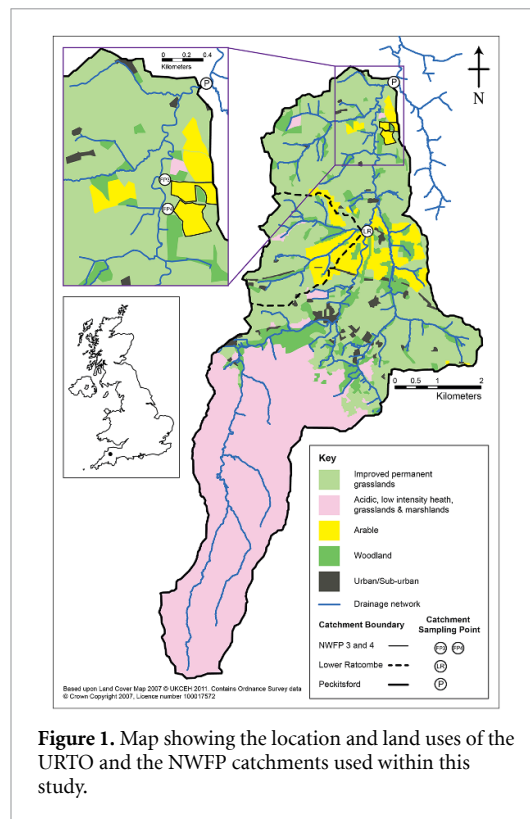 0 0.2 0.4
Kilometers
P
P
N
FP3
FP4
LR
0 0.5 1 2
Kilometers
Key
Improved permanent
grasslands
Acidic, low intensity heath,
grasslands & marshlands
Arable
Woodland
Urban/Sub-urban
Drainage network
Catchment Boundary
Catchment
Sampling Point
NWFP 3 and 4 FP3 FP4
Lower Ratcombe LR
Peckitsford P
Based upon Land Cover Map 2007 © UKCEH 2011. Contains Ordnance Survey data
© Crown Copyright 2007, Licence number 100017572
Figure 1. Map showing the location and land uses of the
URTO and the NWFP catchments used within this
study.